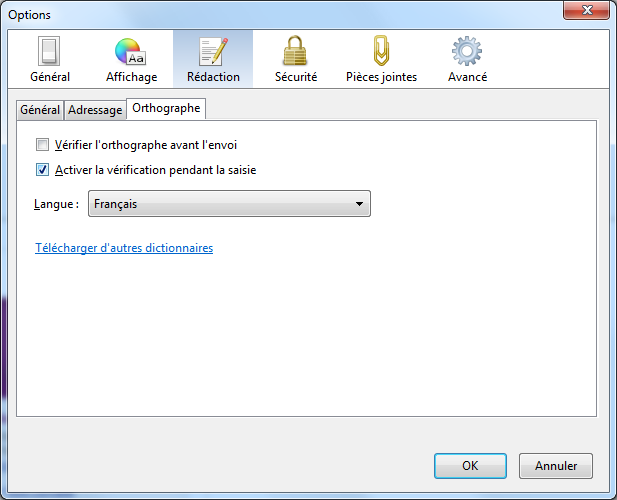 Options
Aa
Général Affichage Rédaction Sécurité Pièces jointes Avancé
Général Adressage Orthographe
Vérifier l'orthographe avant l'envoi
Activer la vérification pendant la saisie
Langue : Français
Télécharger d'autres dictionnaires
OK Annuler